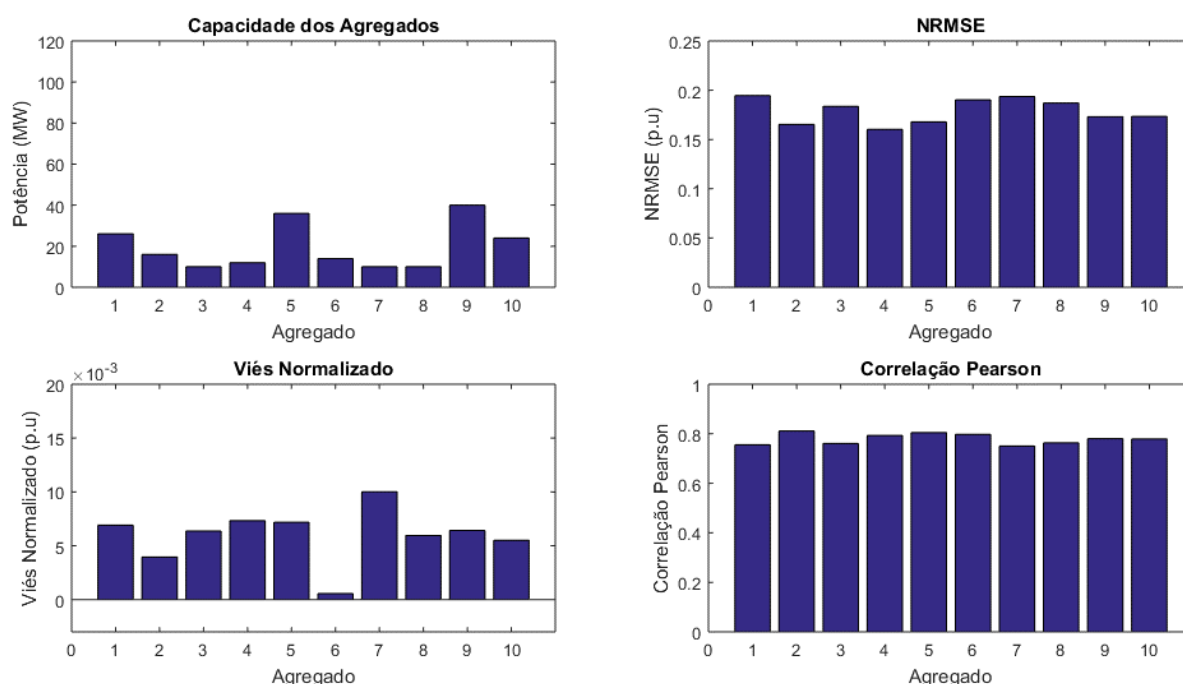 Capacidade dos Agregados
120
100
80
60
40
20
0
Potência (MW)
1 2 3 4 5 6 7 8 9 10
Agregado
NRMSE
0.25
0.2
0.15
0.1
0.05
0
NRMSE (p.u)
0 1 2 3 4 5 6 7 8 9 10
Agregado
Viés Normalizado
×10⁻³
20
15
10
5
0
Viés Normalizado (p.u)
0 1 2 3 4 5 6 7 8 9 10
Agregado
Correlação Pearson
1
0.8
0.6
0.4
0.2
0
Correlação Pearson
0 1 2 3 4 5 6 7 8 9 10
Agregado